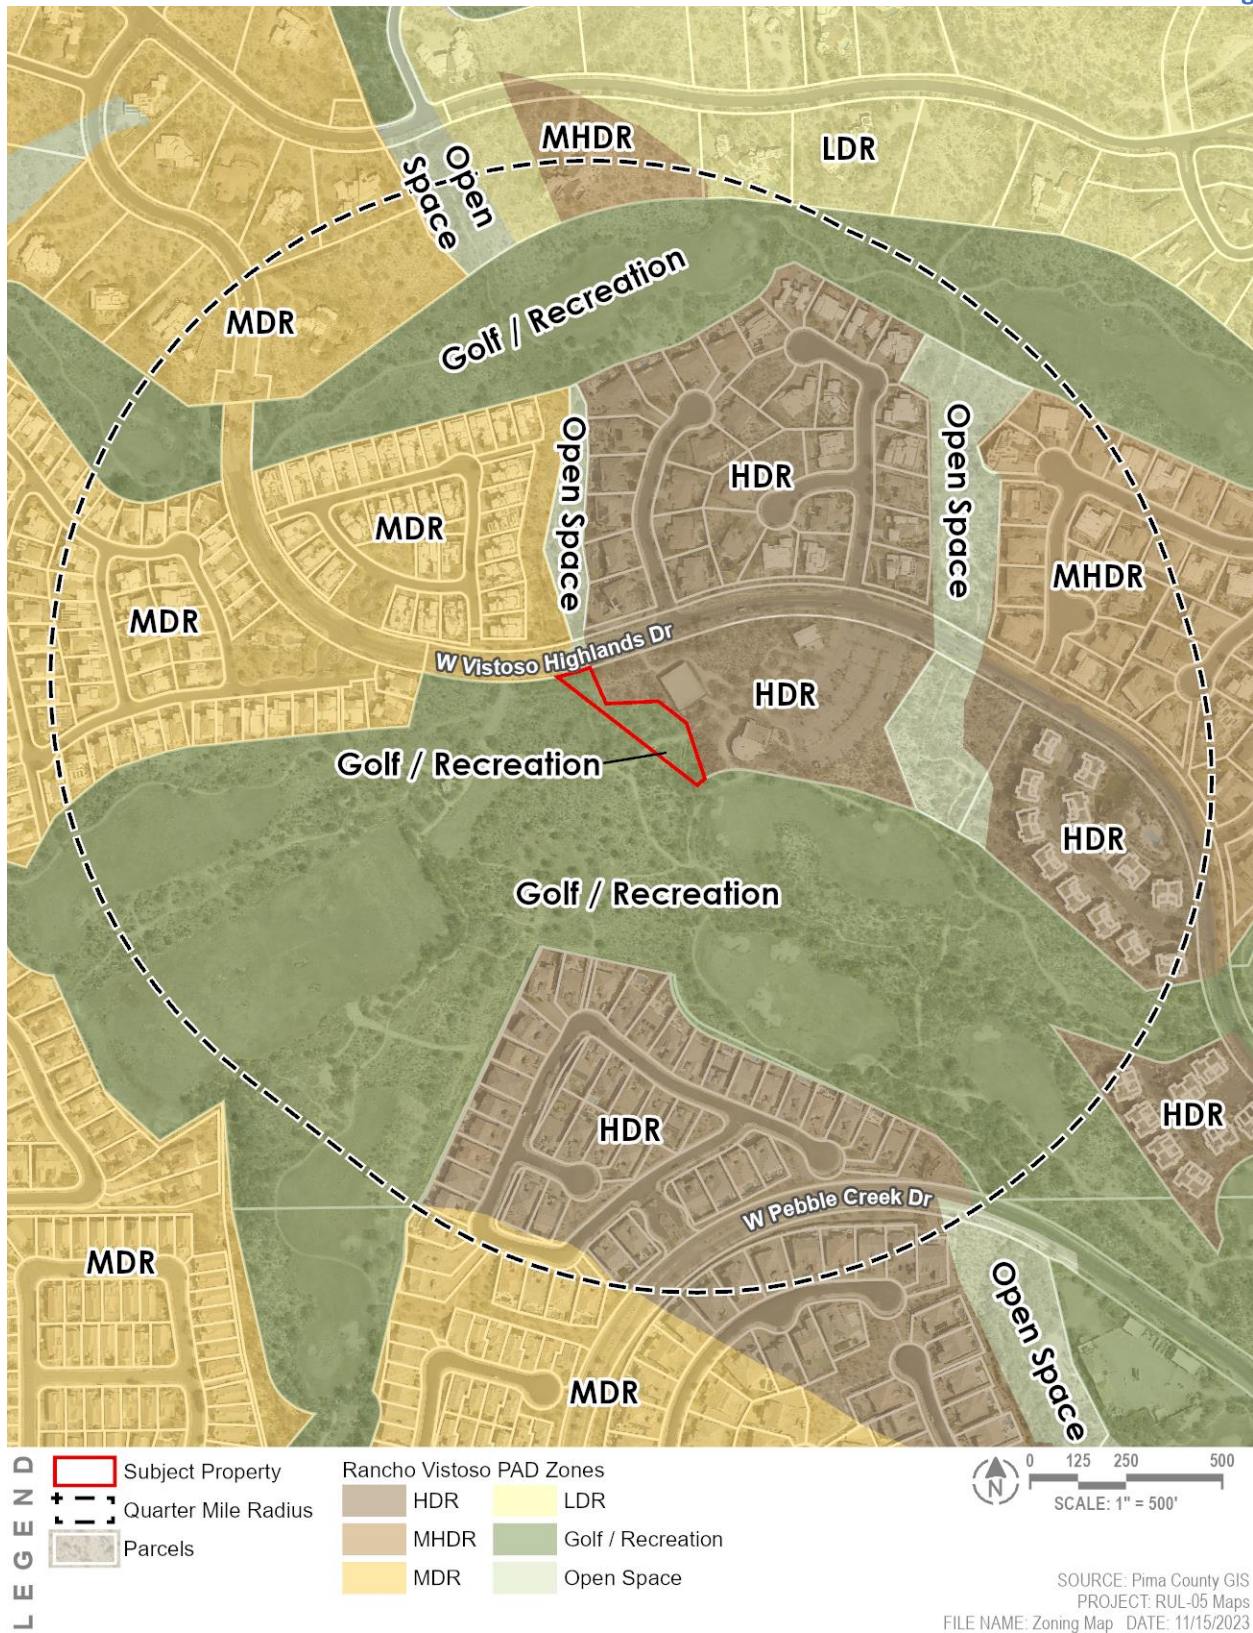 g
MHDR
LDR
Open
Space
Golf / Recreation
MDR
Open Space
HDR
Open Space
MDR
MHDR
MDR
W Vistoso Highlands Dr
HDR
Golf / Recreation
HDR
Golf / Recreation
HDR
HDR
W Pebble Creek Dr
MDR
Open Space
MDR
LEGEND
Subject Property
Quarter Mile Radius
Parcels
Rancho Vistoso PAD Zones
HDR
MHDR
MDR
LDR
Golf / Recreation
Open Space
N
0 125 250 500
SCALE: 1" = 500'
SOURCE: Pima County GIS
PROJECT: RUL-05 Maps
FILE NAME: Zoning Map DATE: 11/15/2023